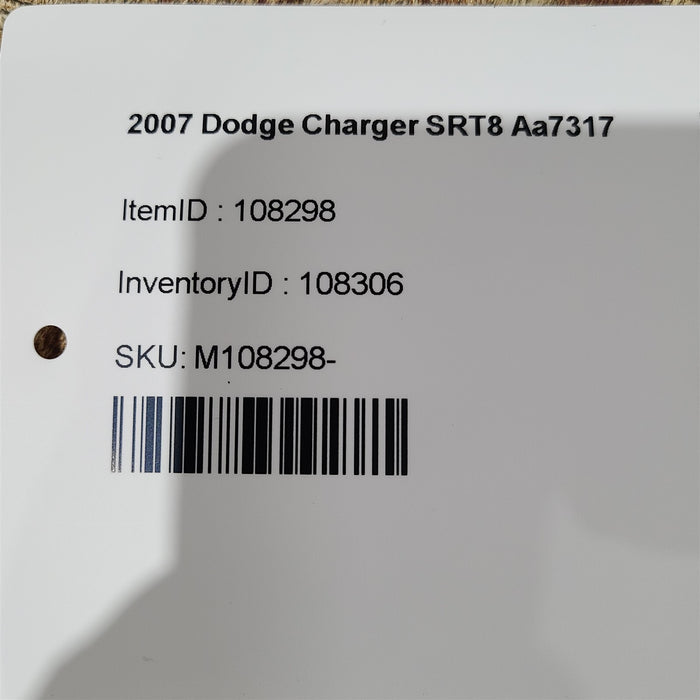 2007 Dodge Charger SRT8 Aa7317
ItemID : 108298
InventoryID : 108306
SKU: M108298-